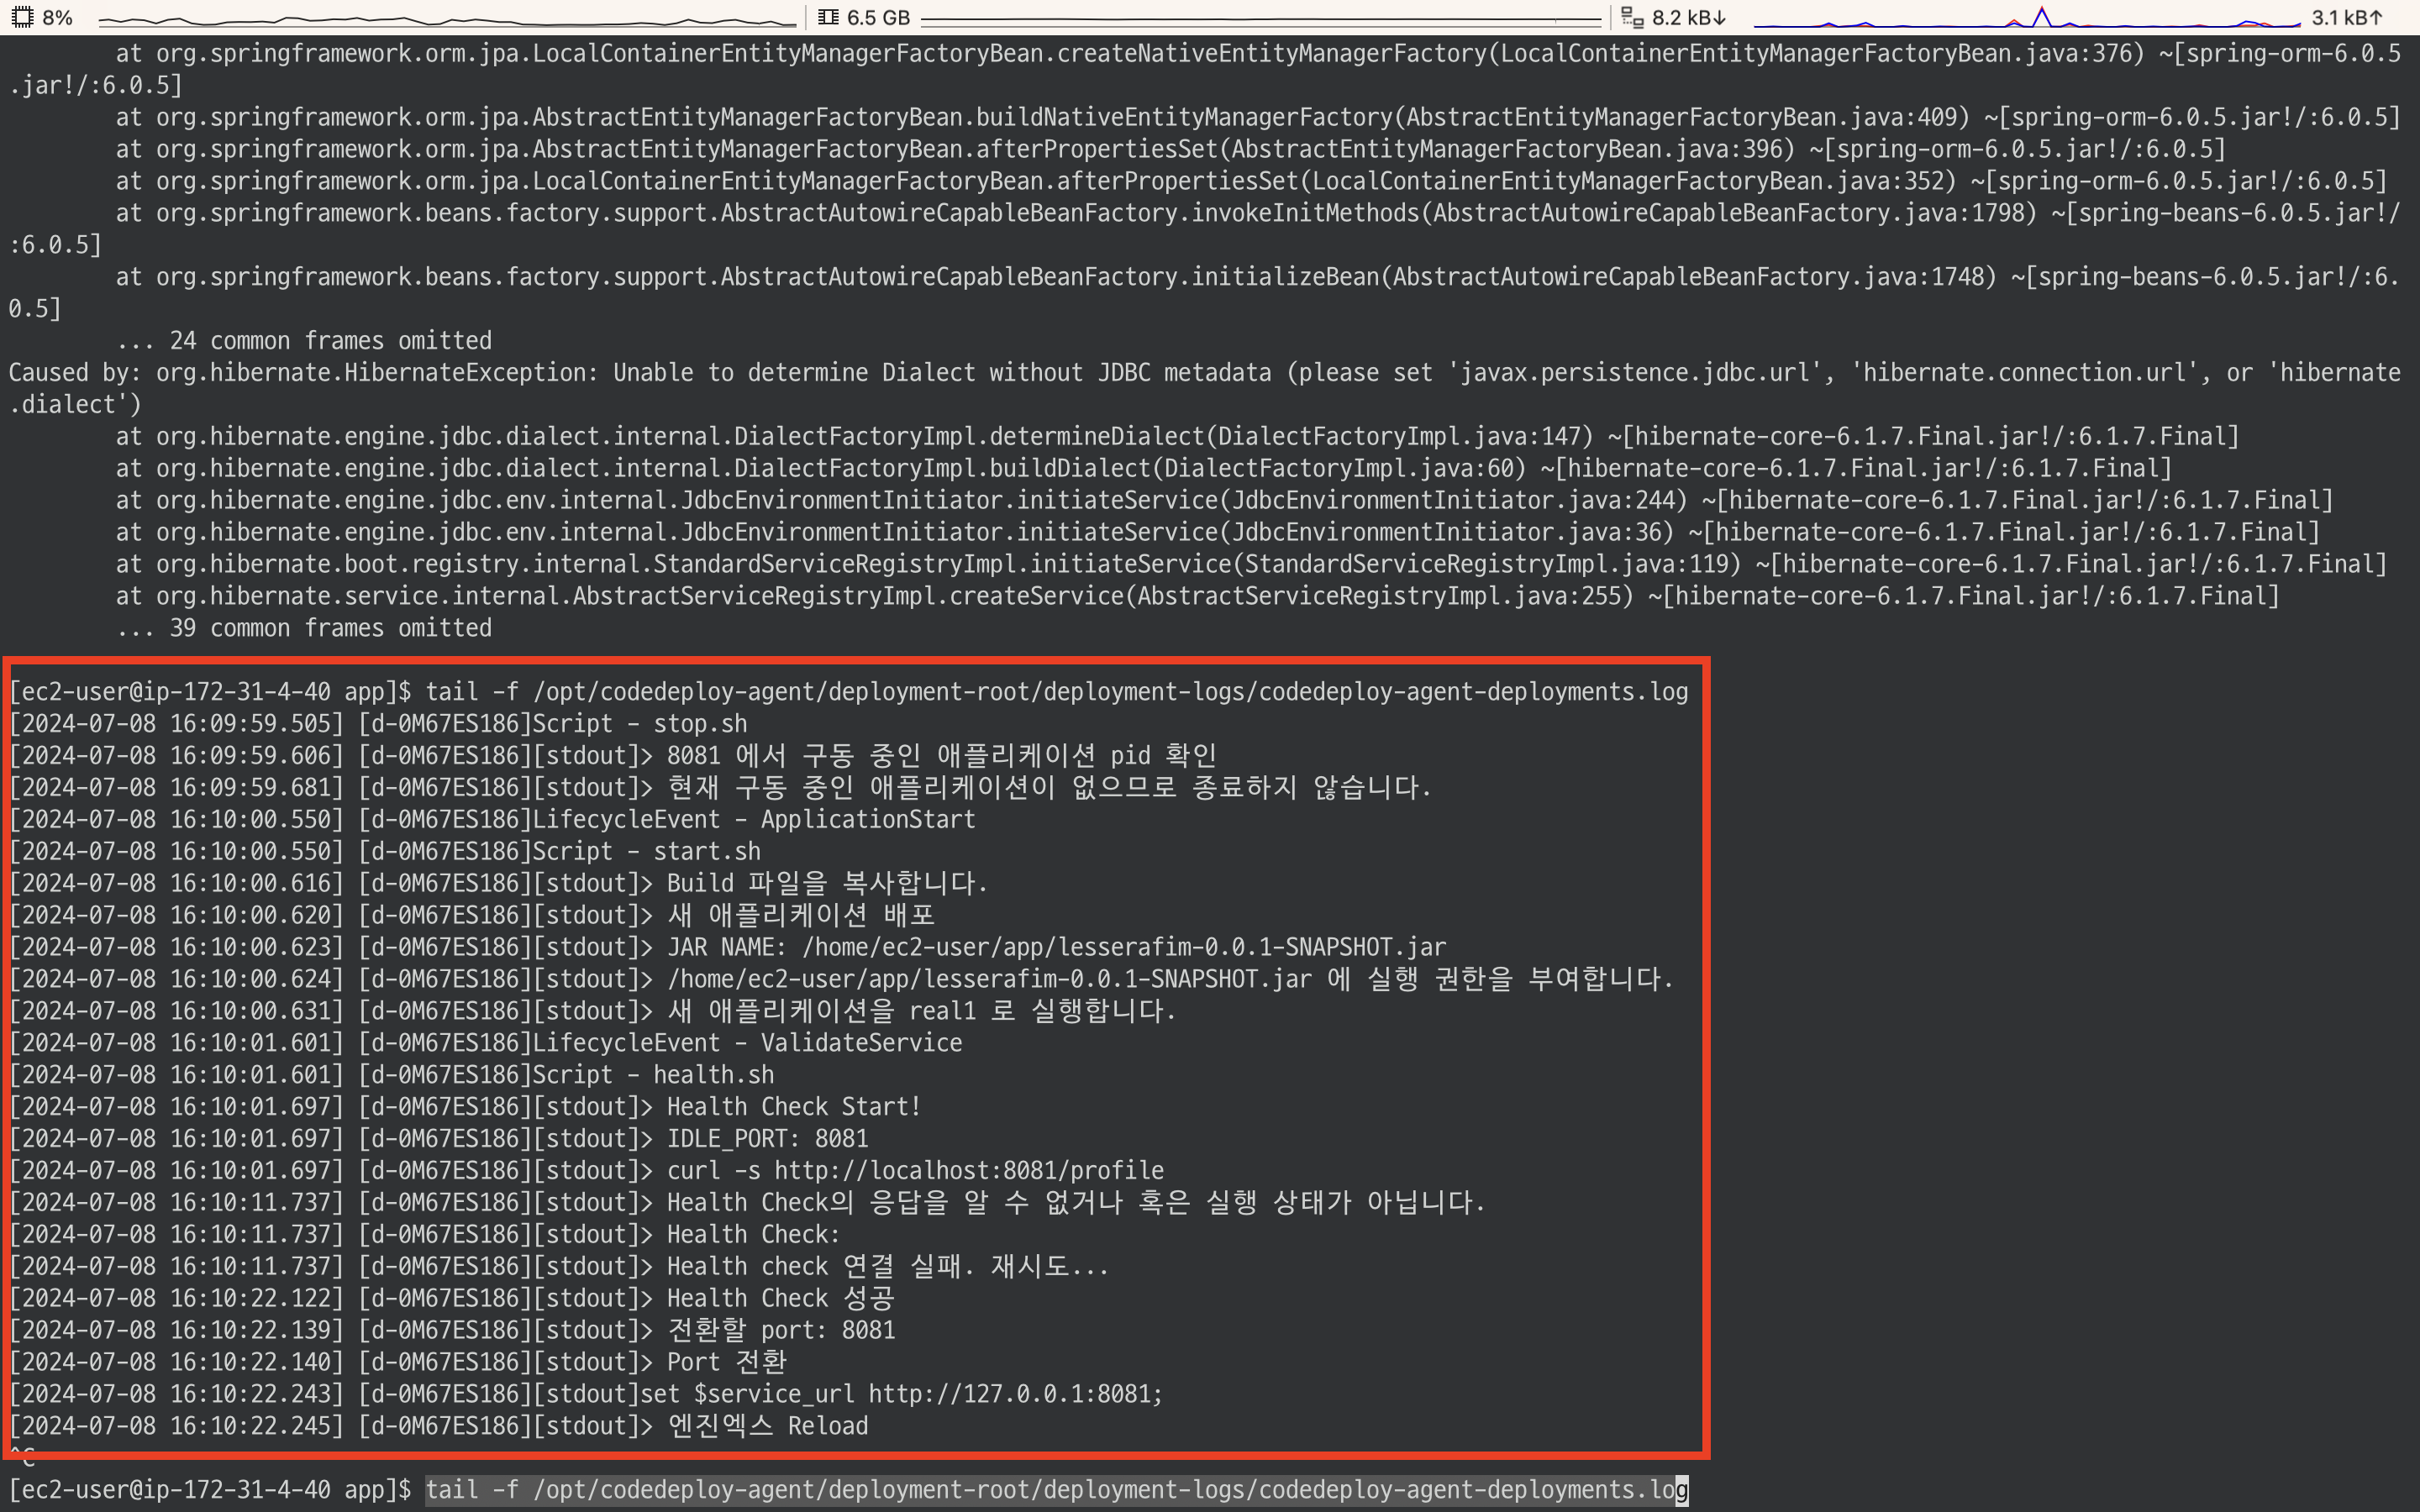 8% 6.5 GB 8.2 kB↓ 3.1 kB↑
at org.springframework.orm.jpa.LocalContainerEntityManagerFactoryBean.createNativeEntityManagerFactory(LocalContainerEntityManagerFactoryBean.java:376) ~[spring-orm-6.0.5
.jar!/:6.0.5]
at org.springframework.orm.jpa.AbstractEntityManagerFactoryBean.buildNativeEntityManagerFactory(AbstractEntityManagerFactoryBean.java:409) ~[spring-orm-6.0.5.jar!/:6.0.5]
at org.springframework.orm.jpa.AbstractEntityManagerFactoryBean.afterPropertiesSet(AbstractEntityManagerFactoryBean.java:396) ~[spring-orm-6.0.5.jar!/:6.0.5]
at org.springframework.orm.jpa.LocalContainerEntityManagerFactoryBean.afterPropertiesSet(LocalContainerEntityManagerFactoryBean.java:352) ~[spring-orm-6.0.5.jar!/:6.0.5]
at org.springframework.beans.factory.support.AbstractAutowireCapableBeanFactory.invokeInitMethods(AbstractAutowireCapableBeanFactory.java:1798) ~[spring-beans-6.0.5.jar!/
:6.0.5]
at org.springframework.beans.factory.support.AbstractAutowireCapableBeanFactory.initializeBean(AbstractAutowireCapableBeanFactory.java:1748) ~[spring-beans-6.0.5.jar!/:6.
0.5]
... 24 common frames omitted
Caused by: org.hibernate.HibernateException: Unable to determine Dialect without JDBC metadata (please set 'javax.persistence.jdbc.url', 'hibernate.connection.url', or 'hibernate
.dialect')
at org.hibernate.engine.jdbc.dialect.internal.DialectFactoryImpl.determineDialect(DialectFactoryImpl.java:147) ~[hibernate-core-6.1.7.Final.jar!/:6.1.7.Final]
at org.hibernate.engine.jdbc.dialect.internal.DialectFactoryImpl.buildDialect(DialectFactoryImpl.java:60) ~[hibernate-core-6.1.7.Final.jar!/:6.1.7.Final]
at org.hibernate.engine.jdbc.env.internal.JdbcEnvironmentInitiator.initiateService(JdbcEnvironmentInitiator.java:244) ~[hibernate-core-6.1.7.Final.jar!/:6.1.7.Final]
at org.hibernate.engine.jdbc.env.internal.JdbcEnvironmentInitiator.initiateService(JdbcEnvironmentInitiator.java:36) ~[hibernate-core-6.1.7.Final.jar!/:6.1.7.Final]
at org.hibernate.boot.registry.internal.StandardServiceRegistryImpl.initiateService(StandardServiceRegistryImpl.java:119) ~[hibernate-core-6.1.7.Final.jar!/:6.1.7.Final]
at org.hibernate.service.internal.AbstractServiceRegistryImpl.createService(AbstractServiceRegistryImpl.java:255) ~[hibernate-core-6.1.7.Final.jar!/:6.1.7.Final]
... 39 common frames omitted
[ec2-user@ip-172-31-4-40 app]$ tail -f /opt/codedeploy-agent/deployment-root/deployment-logs/codedeploy-agent-deployments.log
[2024-07-08 16:09:59.505] [d-0M67ES186]Script - stop.sh
[2024-07-08 16:09:59.606] [d-0M67ES186][stdout]> 8081 에서 구동 중인 애플리케이션 pid 확인
[2024-07-08 16:09:59.681] [d-0M67ES186][stdout]> 현재 구동 중인 애플리케이션이 없으므로 종료하지 않습니다.
[2024-07-08 16:10:00.550] [d-0M67ES186]LifecycleEvent - ApplicationStart
[2024-07-08 16:10:00.550] [d-0M67ES186]Script - start.sh
[2024-07-08 16:10:00.616] [d-0M67ES186][stdout]> Build 파일을 복사합니다.
[2024-07-08 16:10:00.620] [d-0M67ES186][stdout]> 새 애플리케이션 배포
[2024-07-08 16:10:00.623] [d-0M67ES186][stdout]> JAR NAME: /home/ec2-user/app/lesserafim-0.0.1-SNAPSHOT.jar
[2024-07-08 16:10:00.624] [d-0M67ES186][stdout]> /home/ec2-user/app/lesserafim-0.0.1-SNAPSHOT.jar 에 실행 권한을 부여합니다.
[2024-07-08 16:10:00.631] [d-0M67ES186][stdout]> 새 애플리케이션을 real1 로 실행합니다.
[2024-07-08 16:10:01.601] [d-0M67ES186]LifecycleEvent - ValidateService
[2024-07-08 16:10:01.601] [d-0M67ES186]Script - health.sh
[2024-07-08 16:10:01.697] [d-0M67ES186][stdout]> Health Check Start!
[2024-07-08 16:10:01.697] [d-0M67ES186][stdout]> IDLE_PORT: 8081
[2024-07-08 16:10:01.697] [d-0M67ES186][stdout]> curl -s http://localhost:8081/profile
[2024-07-08 16:10:11.737] [d-0M67ES186][stdout]> Health Check의 응답을 알 수 없거나 혹은 실행 상태가 아닙니다.
[2024-07-08 16:10:11.737] [d-0M67ES186][stdout]> Health Check:
[2024-07-08 16:10:11.737] [d-0M67ES186][stdout]> Health check 연결 실패. 재시도...
[2024-07-08 16:10:22.122] [d-0M67ES186][stdout]> Health Check 성공
[2024-07-08 16:10:22.139] [d-0M67ES186][stdout]> 전환할 port: 8081
[2024-07-08 16:10:22.140] [d-0M67ES186][stdout]> Port 전환
[2024-07-08 16:10:22.243] [d-0M67ES186][stdout]set $service_url http://127.0.0.1:8081;
[2024-07-08 16:10:22.245] [d-0M67ES186][stdout]> 엔진엑스 Reload
^C
[ec2-user@ip-172-31-4-40 app]$ tail -f /opt/codedeploy-agent/deployment-root/deployment-logs/codedeploy-agent-deployments.log